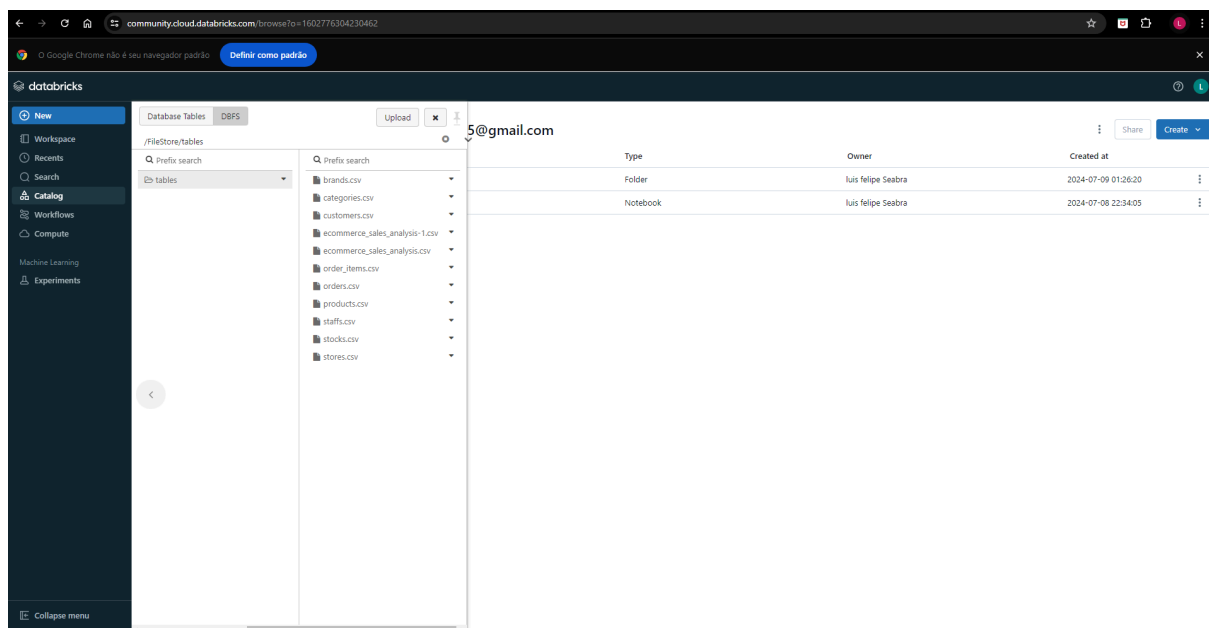 community.cloud.databricks.com/browse?o=1602776304230462
L
O Google Chrome não é seu navegador padrão
Definir como padrão
databricks
L
New
Workspace
Recents
Search
Catalog
Workflows
Compute
Machine Learning
Experiments
Collapse menu
Database Tables
DBFS
Upload
/FileStore/tables
Prefix search
tables
Prefix search
brands.csv
categories.csv
customers.csv
ecommerce_sales_analysis-1.csv
ecommerce_sales_analysis.csv
order_items.csv
orders.csv
products.csv
staffs.csv
stocks.csv
stores.csv
5@gmail.com
Share
Create
Type Owner Created at
Folder luis felipe Seabra 2024-07-09 01:26:20
Notebook luis felipe Seabra 2024-07-08 22:34:05